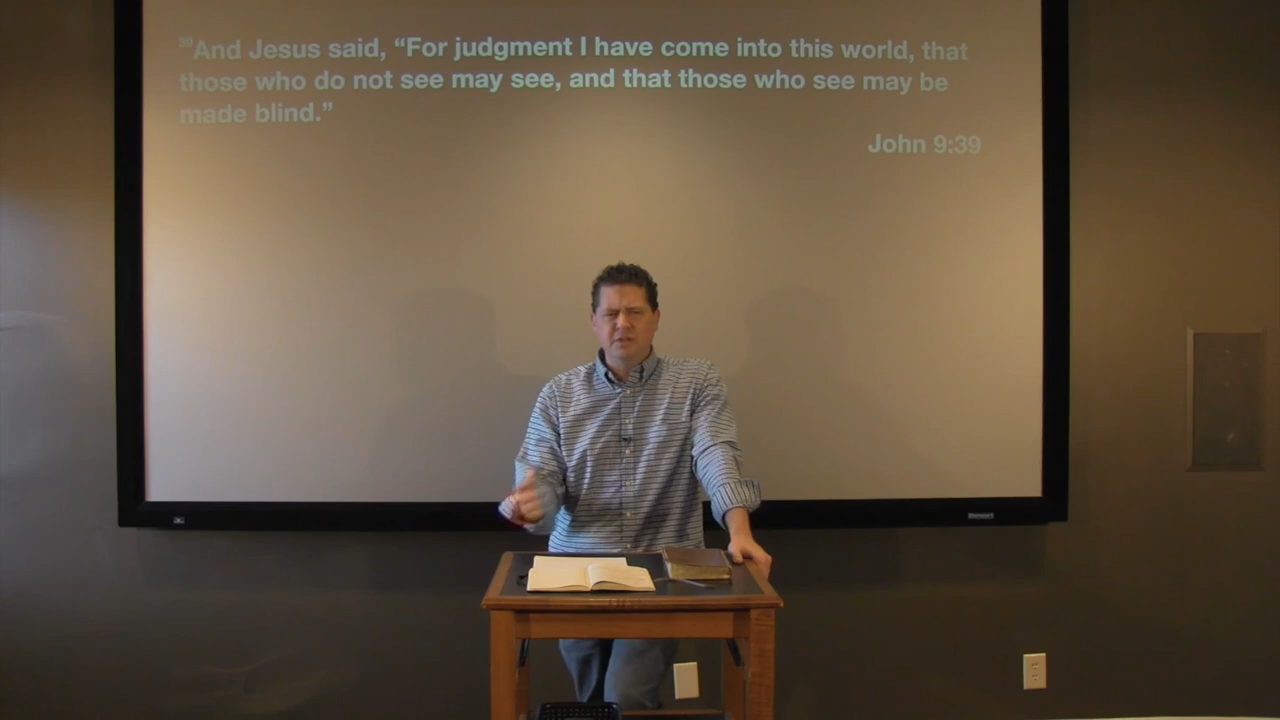 39And Jesus said, “For judgment I have come into this world, that
those who do not see may see, and that those who see may be
made blind.”
John 9:39
Stewart